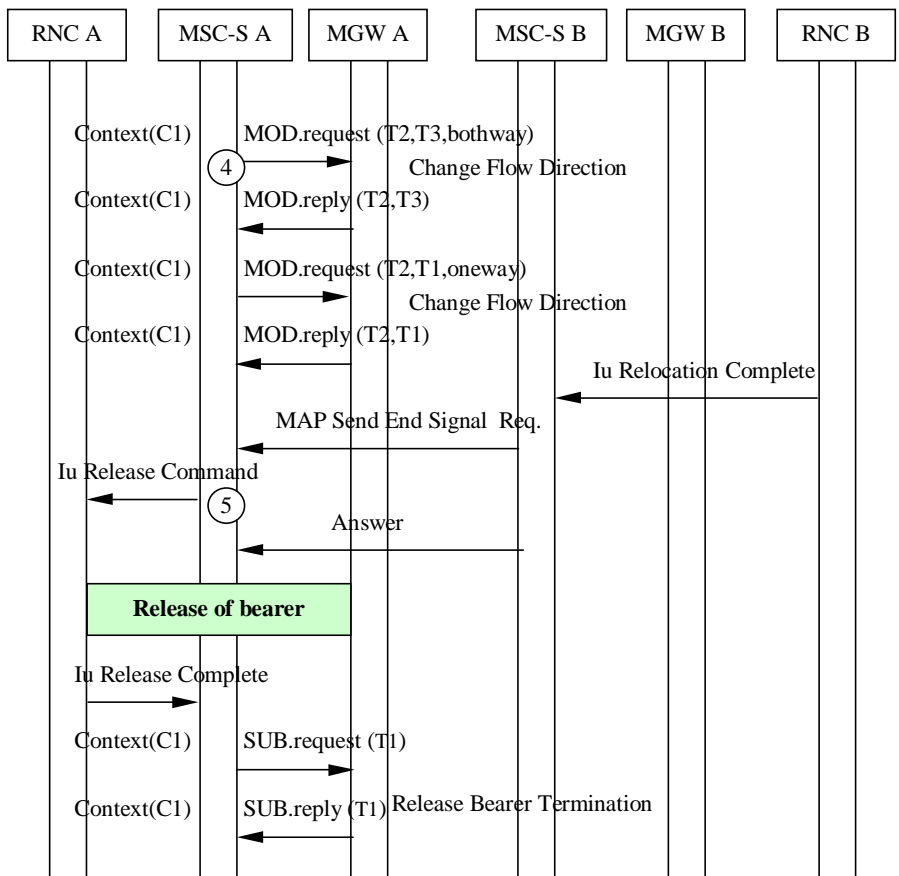 RNC A MSC-S A MGW A MSC-S B MGW B RNC B
Context(C1) MOD.request (T2,T3,bothway)
4 Change Flow Direction
Context(C1) MOD.reply (T2,T3)
Context(C1) MOD.request (T2,T1,oneway)
Change Flow Direction
Context(C1) MOD.reply (T2,T1)
Iu Relocation Complete
MAP Send End Signal Req.
Iu Release Command
5
Answer
Release of bearer
Iu Release Complete
Context(C1) SUB.request (T1)
Context(C1) SUB.reply (T1) Release Bearer Termination